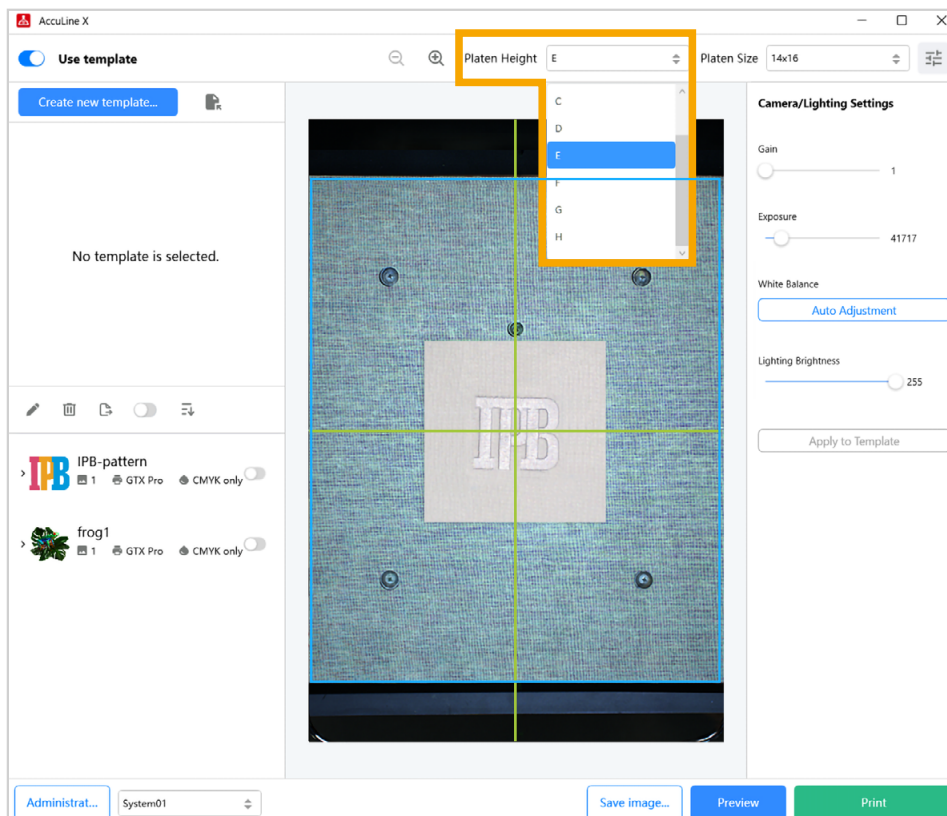 AccuLine X
Use template
Platen Height E
Platen Size 14x16
Create new template...
C
D
E
F
G
H
Camera/Lighting Settings
Gain
1
Exposure
41717
No template is selected.
White Balance
Auto Adjustment
Lighting Brightness
255
Apply to Template
IPB
IPB
IPB-pattern
1 GTX Pro CMYK only
frog1
1 GTX Pro CMYK only
Administrat...
System01
Save image...
Preview
Print